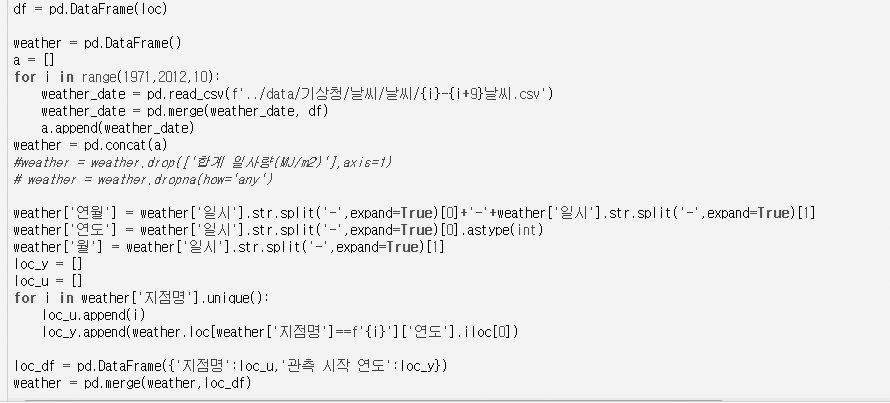 df = pd.DataFrame(loc)
weather = pd.DataFrame()
a = []
for i in range(1971,2012,10):
    weather_date = pd.read_csv(f'../data/기상청/날씨/날씨/{i}-{i+9}날씨.csv')
    weather_date = pd.merge(weather_date, df)
    a.append(weather_date)
weather = pd.concat(a)
#weather = weather.drop(['합계 일사량(MJ/m2)'],axis=1)
# weather = weather.dropna(how='any')
weather['연월'] = weather['일시'].str.split('-',expand=True)[0]+'-'+weather['일시'].str.split('-',expand=True)[1]
weather['연도'] = weather['일시'].str.split('-',expand=True)[0].astype(int)
weather['월'] = weather['일시'].str.split('-',expand=True)[1]
loc_y = []
loc_u = []
for i in weather['지점명'].unique():
    loc_u.append(i)
    loc_y.append(weather.loc[weather['지점명']==f'{i}']['연도'].iloc[0])
loc_df = pd.DataFrame({'지점명':loc_u,'관측 시작 연도':loc_y})
weather = pd.merge(weather,loc_df)